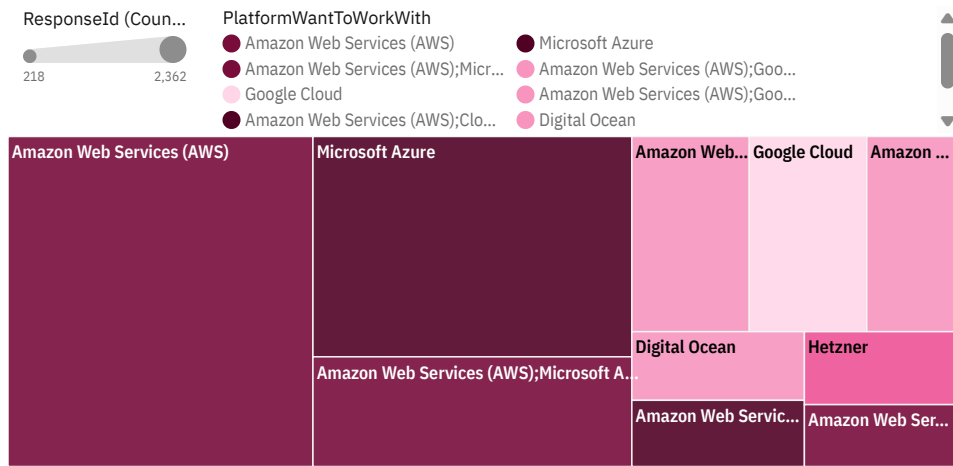 ResponseId (Coun...
218
2,362
PlatformWantToWorkWith
Amazon Web Services (AWS)
Microsoft Azure
Amazon Web Services (AWS);Micr...
Amazon Web Services (AWS);Goo...
Google Cloud
Amazon Web Services (AWS);Goo...
Amazon Web Services (AWS);Clo...
Digital Ocean
Amazon Web Services (AWS)
Microsoft Azure
Amazon Web...
Google Cloud
Amazon ...
Amazon Web Services (AWS);Microsoft A...
Digital Ocean
Hetzner
Amazon Web Servic...
Amazon Web Ser...